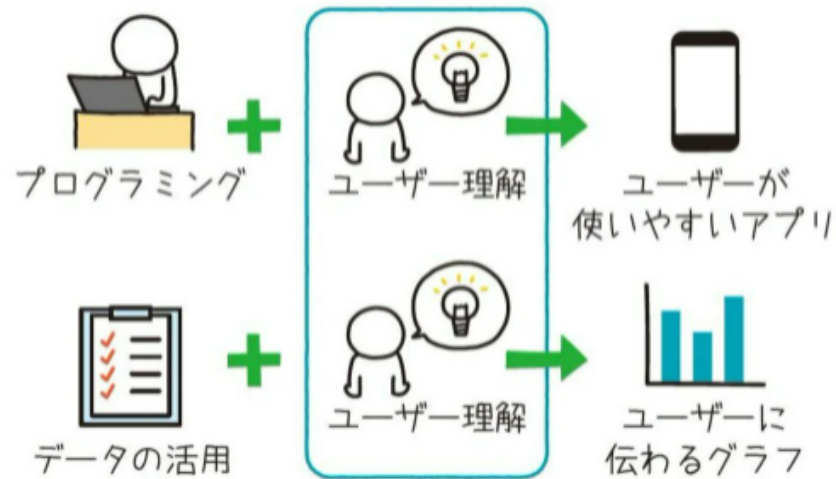 プログラミング
ユーザー理解
ユーザーが
使いやすいアプリ
データの活用
ユーザー理解
ユーザーに
伝わるグラフ